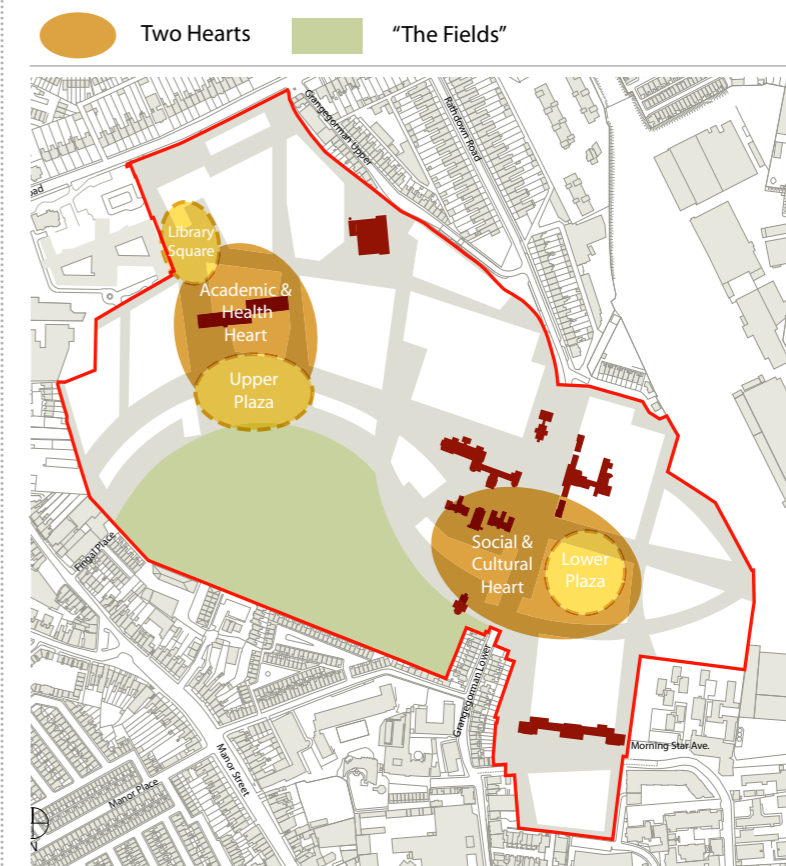 Two Hearts
“The Fields”
Grangegorman Upper
Rathdown Road
oad
Library
Square
Academic &
Health
Heart
Upper
Plaza
Social &
Cultural
Heart
Lower
Plaza
Fingal Place
Grangegorman Lower
Morning Star Ave.
Manor Street
Manor Place